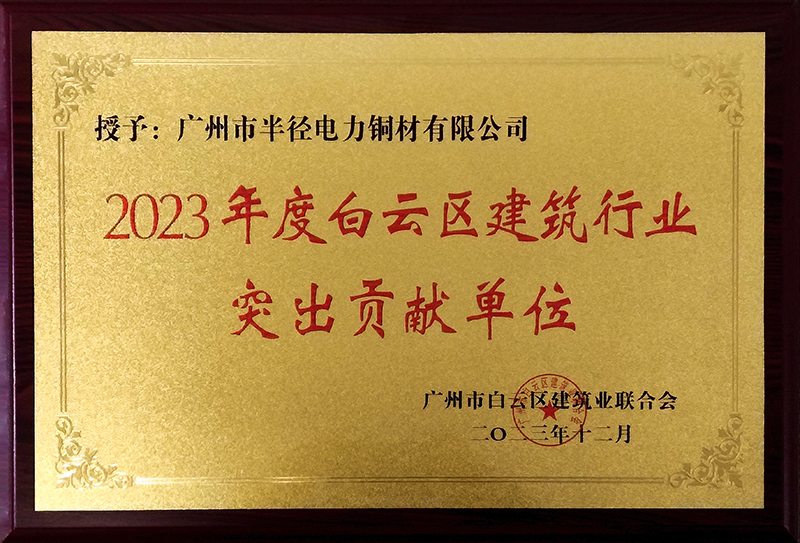 授予：广州市半径电力铜材有限公司
2023年度白云区建筑行业
突出贡献单位
广州市白云区建筑业联合会
二〇二三年十二月